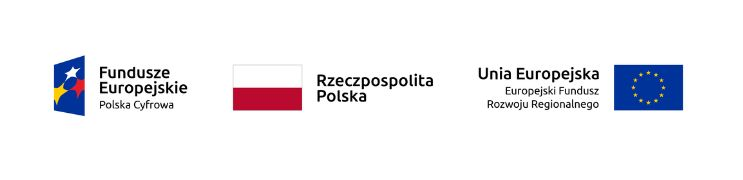 Fundusze
Europejskie
Polska Cyfrowa
Rzeczpospolita
Polska
Unia Europejska
Europejski Fundusz
Rozwoju Regionalnego